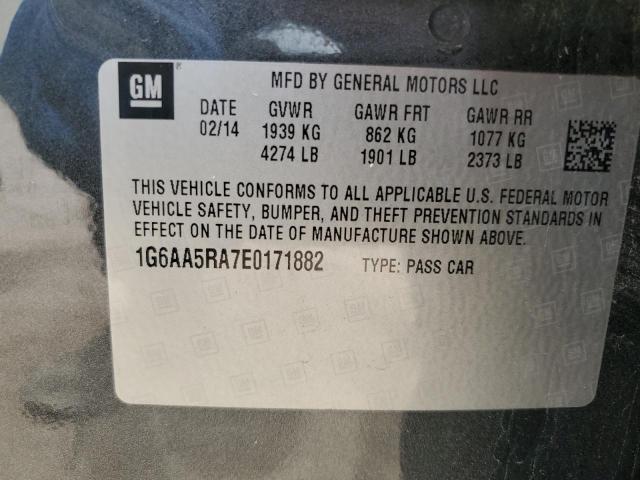 GM
MFD BY GENERAL MOTORS LLC
DATE GVWR GAWR FRT GAWR RR
02/14 1939 KG 862 KG 1077 KG
4274 LB 1901 LB 2373 LB
THIS VEHICLE CONFORMS TO ALL APPLICABLE U.S. FEDERAL MOTOR
VEHICLE SAFETY, BUMPER, AND THEFT PREVENTION STANDARDS IN
EFFECT ON THE DATE OF MANUFACTURE SHOWN ABOVE.
1G6AA5RA7E0171882 TYPE: PASS CAR